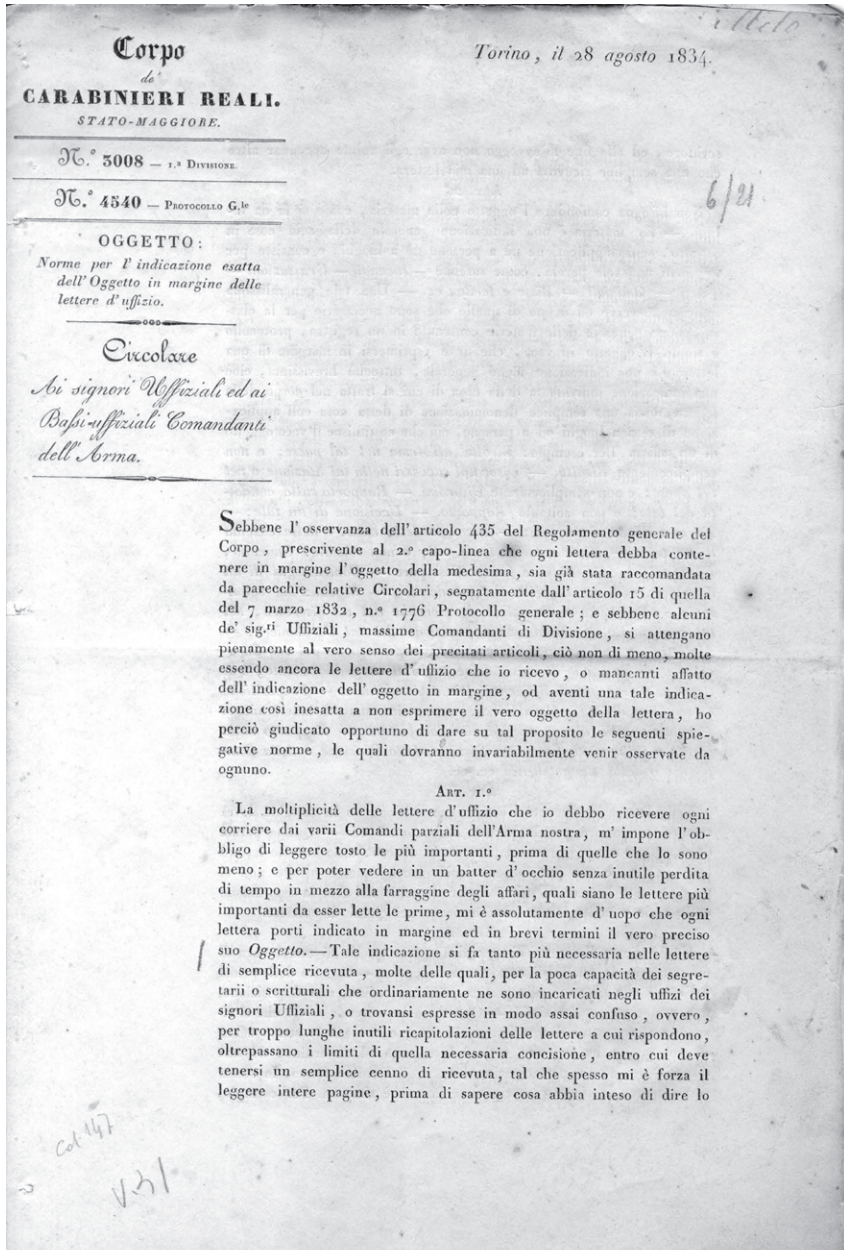 Corpo
de'
CARABINIERI REALI.
STATO-MAGGIORE.
N.° 3008 — 1.ª DIVISIONE.
N.° 4540 — PROTOCOLLO G.le
OGGETTO:
Norme per l'indicazione esatta
dell'Oggetto in margine delle
lettere d'uffizio.
Circolare
Ai signori Uffiziali ed ai
Bassi-uffiziali Comandanti
dell'Arma.
Torino, il 28 agosto 1834.
6/21
Sebbene l'osservanza dell'articolo 435 del Regolamento generale del
Corpo, prescrivente al 2.° capo-linea che ogni lettera debba conte-
nere in margine l'oggetto della medesima, sia già stata raccomandata
da parecchie relative Circolari, segnatamente dall'articolo 15 di quella
del 7 marzo 1832, n.° 1776 Protocollo generale; e sebbene alcuni
de' sig.ri Uffiziali, massime Comandanti di Divisione, si attengano
pienamente al vero senso dei precitati articoli, ciò non di meno, molte
essendo ancora le lettere d'uffizio che io ricevo, o mancanti affatto
dell'indicazione dell'oggetto in margine, od aventi una tale indica-
zione così inesatta a non esprimere il vero oggetto della lettera, ho
perciò giudicato opportuno di dare su tal proposito le seguenti spie-
gative norme, le quali dovranno invariabilmente venir osservate da
ognuno.
ART. 1.°
La moltiplicità delle lettere d'uffizio che io debbo ricevere ogni
corriere dai varii Comandi parziali dell'Arma nostra, m'impone l'ob-
bligo di leggere tosto le più importanti, prima di quelle che lo sono
meno; e per poter vedere in un batter d'occhio senza inutile perdita
di tempo in mezzo alla farraggine degli affari, quali siano le lettere più
importanti da esser lette le prime, mi è assolutamente d'uopo che ogni
lettera porti indicato in margine ed in brevi termini il vero preciso
suo Oggetto.—Tale indicazione si fa tanto più necessaria nelle lettere
di semplice ricevuta, molte delle quali, per la poca capacità dei segre-
tarii o scritturali che ordinariamente ne sono incaricati negli uffizi dei
signori Uffiziali, o trovansi espresse in modo assai confuso, ovvero,
per troppo lunghe inutili ricapitolazioni delle lettere a cui rispondono,
oltrepassano i limiti di quella necessaria concisione, entro cui deve
tenersi un semplice cenno di ricevuta, tal che spesso mi è forza il
leggere intere pagine, prima di sapere cosa abbia inteso di dire lo
Cat 147